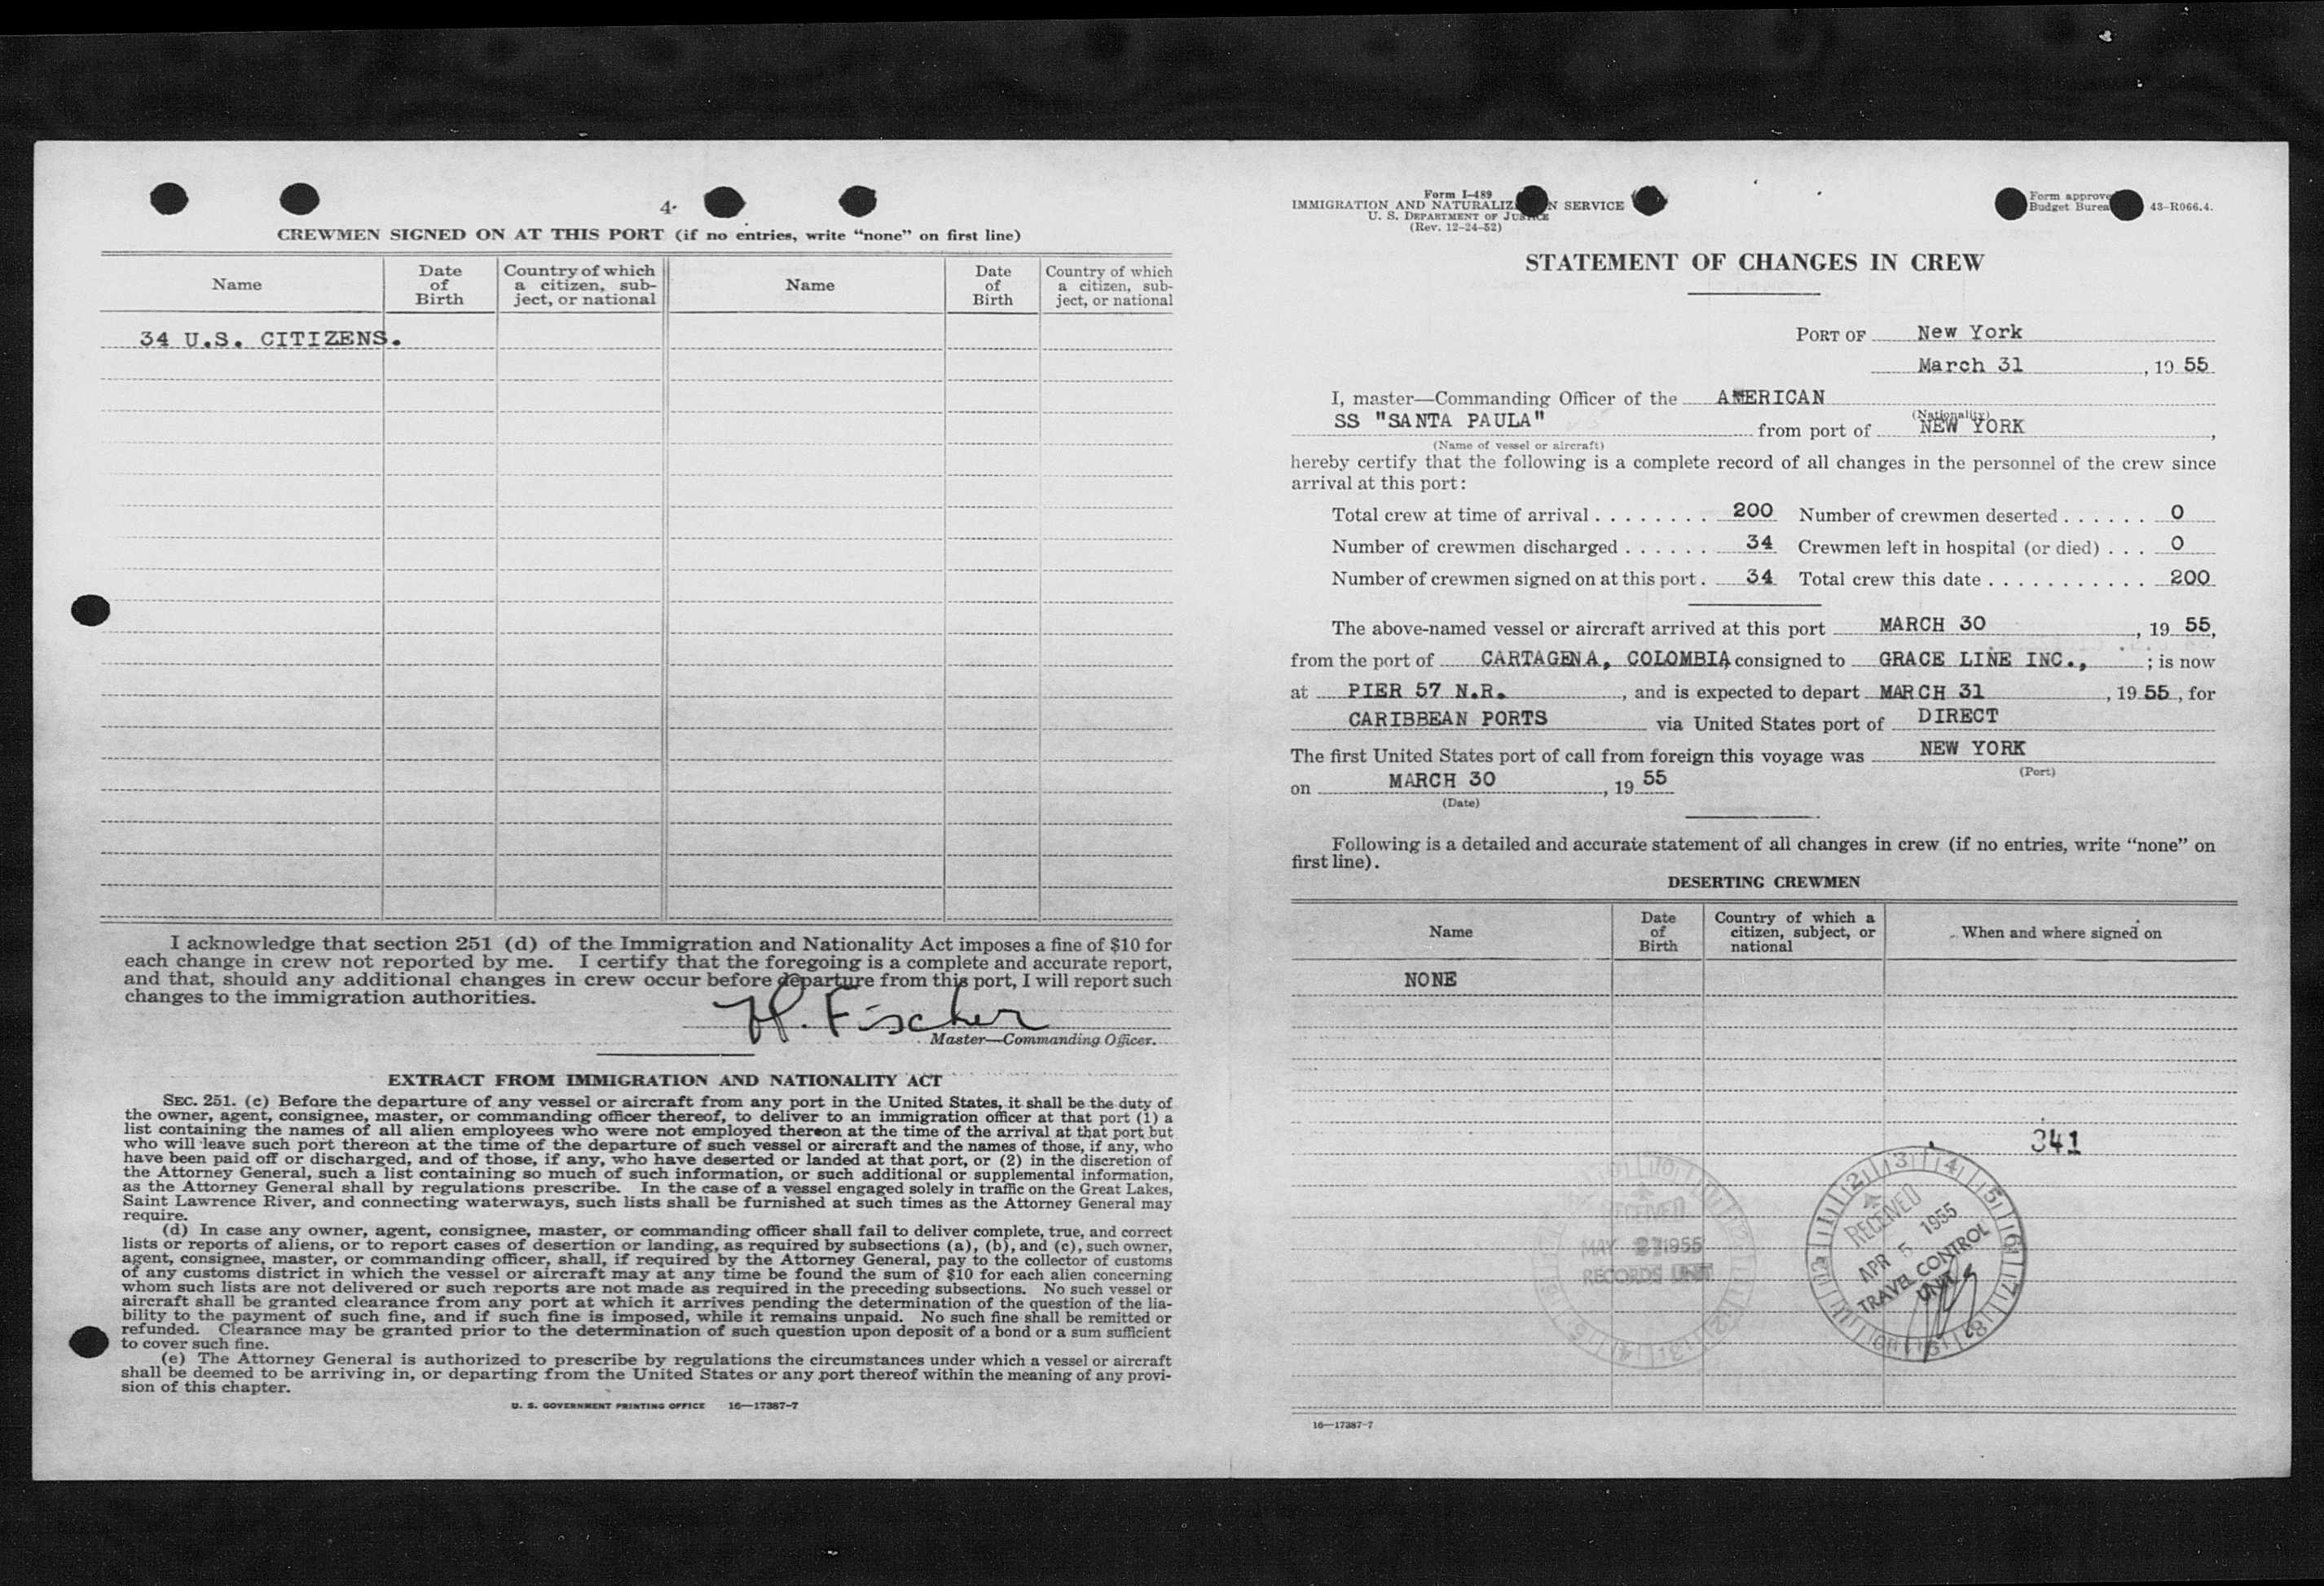 4
CREWMEN SIGNED ON AT THIS PORT (if no entries, write "none" on first line)
Name
Date of Birth
Country of which a citizen, subject, or national
Name
Date of Birth
Country of which a citizen, subject, or national
34 U.S. CITIZENS.
I acknowledge that section 251 (d) of the Immigration and Nationality Act imposes a fine of $10 for
each change in crew not reported by me. I certify that the foregoing is a complete and accurate report,
and that, should any additional changes in crew occur before departure from this port, I will report such
changes to the immigration authorities.
H. Fischer
Master—Commanding Officer.
EXTRACT FROM IMMIGRATION AND NATIONALITY ACT
SEC. 251. (c) Before the departure of any vessel or aircraft from any port in the United States, it shall be the duty of
the owner, agent, consignee, master, or commanding officer thereof, to deliver to an immigration officer at that port (1) a
list containing the names of all alien employees who were not employed thereon at the time of the arrival at that port but
who will leave such port thereon at the time of the departure of such vessel or aircraft and the names of those, if any, who
have been paid off or discharged, and of those, if any, who have deserted or landed at that port, or (2) in the discretion of
the Attorney General, such a list containing so much of such information, or such additional or supplemental information,
as the Attorney General shall by regulations prescribe. In the case of a vessel engaged solely in traffic on the Great Lakes,
Saint Lawrence River, and connecting waterways, such lists shall be furnished at such times as the Attorney General may
require.
(d) In case any owner, agent, consignee, master, or commanding officer shall fail to deliver complete, true, and correct
lists or reports of aliens, or to report cases of desertion or landing, as required by subsections (a), (b), and (c), such owner,
agent, consignee, master, or commanding officer, shall, if required by the Attorney General, pay to the collector of customs
of any customs district in which the vessel or aircraft may at any time be found the sum of $10 for each alien concerning
whom such lists are not delivered or such reports are not made as required in the preceding subsections. No such vessel or
aircraft shall be granted clearance from any port at which it arrives pending the determination of the question of the lia-
bility to the payment of such fine, and if such fine is imposed, while it remains unpaid. No such fine shall be remitted or
refunded. Clearance may be granted prior to the determination of such question upon deposit of a bond or a sum sufficient
to cover such fine.
(e) The Attorney General is authorized to prescribe by regulations the circumstances under which a vessel or aircraft
shall be deemed to be arriving in, or departing from the United States or any port thereof within the meaning of any provi-
sion of this chapter.
U. S. GOVERNMENT PRINTING OFFICE 16—17387-7
Form I-489
IMMIGRATION AND NATURALIZ N SERVICE
U. S. DEPARTMENT OF JUSTICE
(Rev. 12-24-52)
Form approve
Budget Burea 43-R066.4.
STATEMENT OF CHANGES IN CREW
PORT OF New York
March 31, 19 55
I, master—Commanding Officer of the AMERICAN
(Nationality)
SS "SANTA PAULA" from port of NEW YORK,
(Name of vessel or aircraft)
hereby certify that the following is a complete record of all changes in the personnel of the crew since
arrival at this port:
Total crew at time of arrival . . . . . . . . 200 Number of crewmen deserted . . . . . . 0
Number of crewmen discharged . . . . . . 34 Crewmen left in hospital (or died) . . . 0
Number of crewmen signed on at this port . 34 Total crew this date . . . . . . . . . . . 200
The above-named vessel or aircraft arrived at this port MARCH 30, 19 55,
from the port of CARTAGENA, COLOMBIA, consigned to GRACE LINE INC., ; is now
at PIER 57 N.R., and is expected to depart MARCH 31, 19 55, for
CARIBBEAN PORTS via United States port of DIRECT
The first United States port of call from foreign this voyage was NEW YORK
(Port)
on MARCH 30, 19 55
(Date)
Following is a detailed and accurate statement of all changes in crew (if no entries, write "none" on
first line).
DESERTING CREWMEN
Name
Date of Birth
Country of which a citizen, subject, or national
When and where signed on
NONE
341
RECEIVED
MAY 1955
RECORDS UNIT
RECEIVED
APR 5 1955
TRAVEL CONTROL
UNIT
16—17387-7